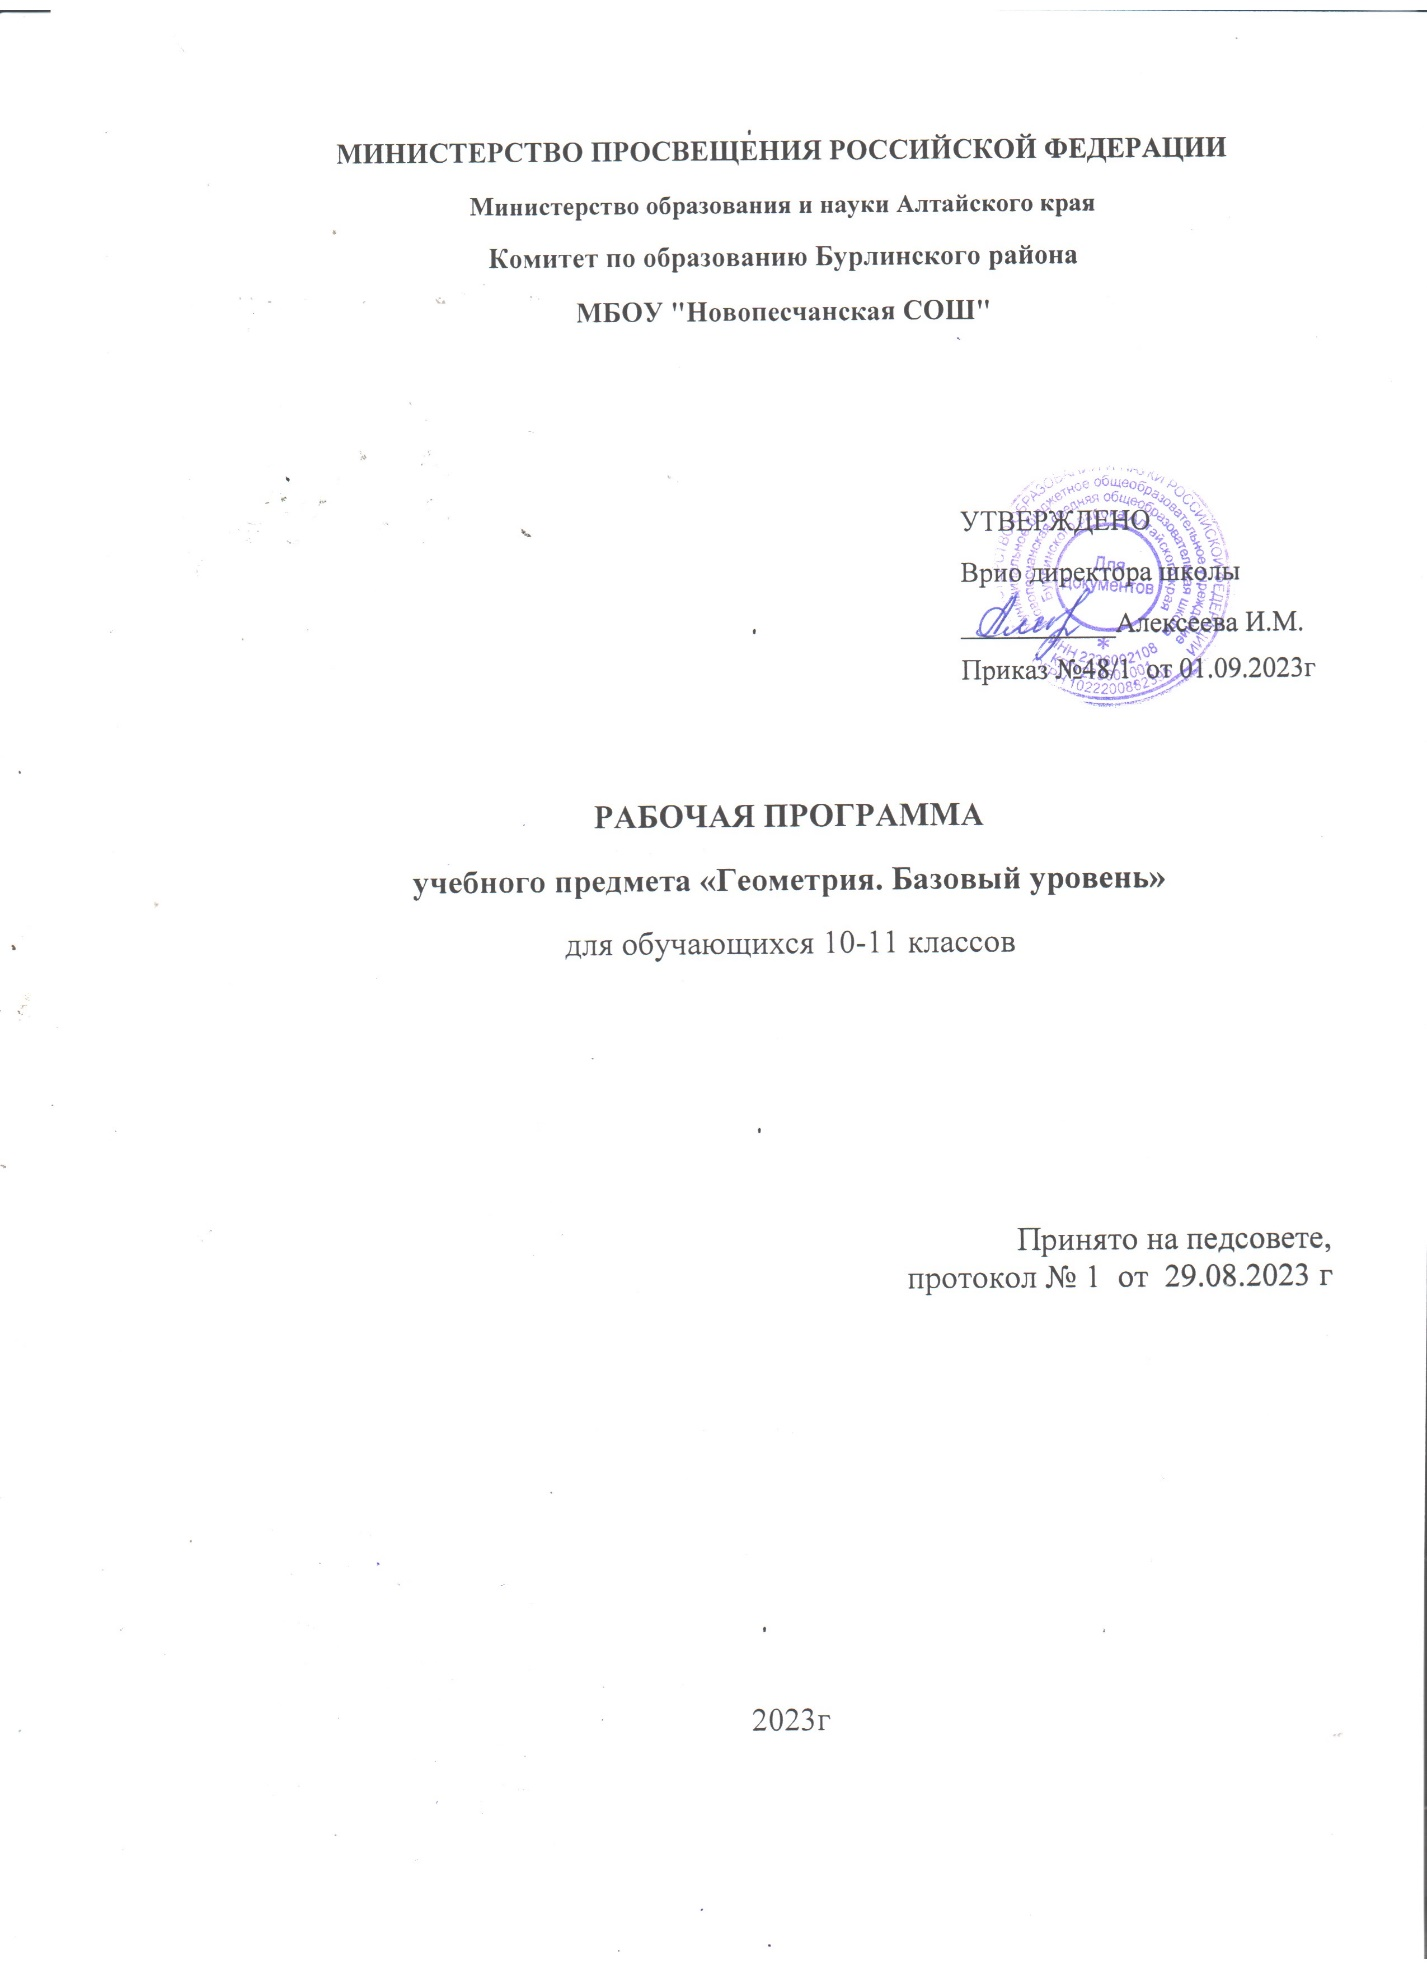 МИНИСТЕРСТВО ПРОСВЕЩЕНИЯ РОССИЙСКОЙ ФЕДЕРАЦИИ
Министерство образования и науки Алтайского края
Комитет по образованию Бурлинского района
МБОУ "Новопесчанская СОШ"
УТВЕРЖДЕНО
Врио директора школы
Алексеева И.М.
Приказ №48/1 от 01.09.2023г
Для
документов
РАБОЧАЯ ПРОГРАММА
учебного предмета «Геометрия. Базовый уровень»
для обучающихся 10-11 классов
Принято на педсовете,
протокол № 1 от 29.08.2023 г
2023г